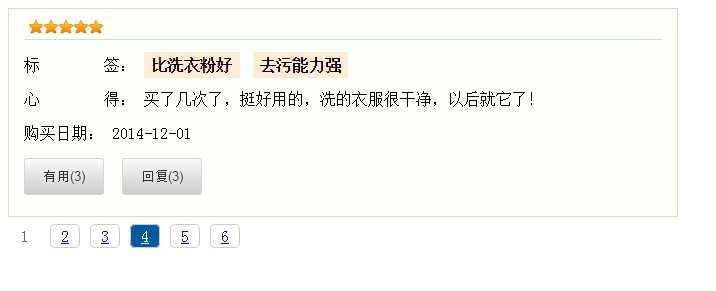 标 签： 比洗衣粉好 去污能力强
心 得： 买了几次了，挺好用的，洗的衣服很干净，以后就它了！
购买日期： 2014-12-01
有用(3) 回复(3)
1 2 3 4 5 6